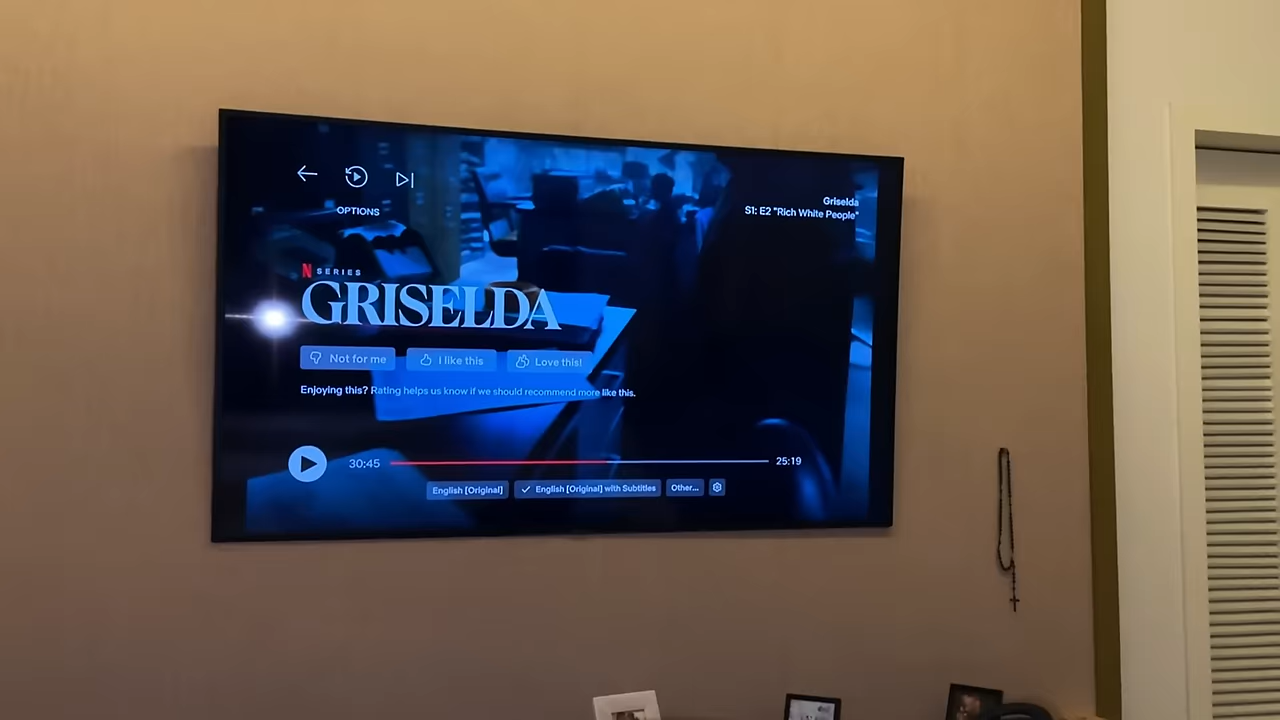 OPTIONS
Griselda
S1: E2 "Rich White People"
N SERIES
GRISELDA
Not for me
I like this
Love this!
Enjoying this? Rating helps us know if we should recommend more like this.
30:45
25:19
English [Original]
English [Original] with Subtitles
Other...